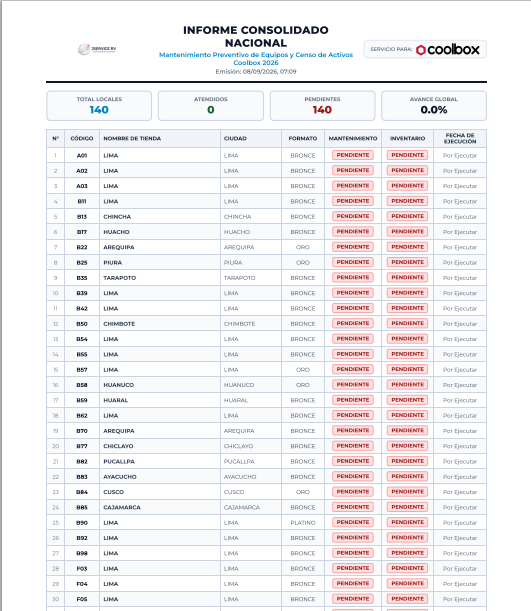 JSERVICE RV
INFORME CONSOLIDADO
NACIONAL
Mantenimiento Preventivo de Equipos y Censo de Activos
Coolbox 2026
Emisión: 08/09/2026, 07:09
SERVICIO PARA: coolbox
TOTAL LOCALES
140
ATENDIDOS
0
PENDIENTES
140
AVANCE GLOBAL
0.0%
N° CÓDIGO NOMBRE DE TIENDA CIUDAD FORMATO MANTENIMIENTO INVENTARIO FECHA DE EJECUCIÓN
1 A01 LIMA LIMA BRONCE PENDIENTE PENDIENTE Por Ejecutar
2 A02 LIMA LIMA BRONCE PENDIENTE PENDIENTE Por Ejecutar
3 A03 LIMA LIMA BRONCE PENDIENTE PENDIENTE Por Ejecutar
4 B11 LIMA LIMA BRONCE PENDIENTE PENDIENTE Por Ejecutar
5 B13 CHINCHA CHINCHA BRONCE PENDIENTE PENDIENTE Por Ejecutar
6 B17 HUACHO HUACHO BRONCE PENDIENTE PENDIENTE Por Ejecutar
7 B22 AREQUIPA AREQUIPA ORO PENDIENTE PENDIENTE Por Ejecutar
8 B25 PIURA PIURA ORO PENDIENTE PENDIENTE Por Ejecutar
9 B35 TARAPOTO TARAPOTO BRONCE PENDIENTE PENDIENTE Por Ejecutar
10 B39 LIMA LIMA BRONCE PENDIENTE PENDIENTE Por Ejecutar
11 B42 LIMA LIMA BRONCE PENDIENTE PENDIENTE Por Ejecutar
12 B50 CHIMBOTE CHIMBOTE BRONCE PENDIENTE PENDIENTE Por Ejecutar
13 B54 LIMA LIMA BRONCE PENDIENTE PENDIENTE Por Ejecutar
14 B55 LIMA LIMA BRONCE PENDIENTE PENDIENTE Por Ejecutar
15 B57 LIMA LIMA ORO PENDIENTE PENDIENTE Por Ejecutar
16 B58 HUANUCO HUANUCO ORO PENDIENTE PENDIENTE Por Ejecutar
17 B59 HUARAL HUARAL BRONCE PENDIENTE PENDIENTE Por Ejecutar
18 B62 LIMA LIMA BRONCE PENDIENTE PENDIENTE Por Ejecutar
19 B70 AREQUIPA AREQUIPA BRONCE PENDIENTE PENDIENTE Por Ejecutar
20 B77 CHICLAYO CHICLAYO BRONCE PENDIENTE PENDIENTE Por Ejecutar
21 B82 PUCALLPA PUCALLPA BRONCE PENDIENTE PENDIENTE Por Ejecutar
22 B83 AYACUCHO AYACUCHO BRONCE PENDIENTE PENDIENTE Por Ejecutar
23 B84 CUSCO CUSCO ORO PENDIENTE PENDIENTE Por Ejecutar
24 B85 CAJAMARCA CAJAMARCA BRONCE PENDIENTE PENDIENTE Por Ejecutar
25 B90 LIMA LIMA PLATINO PENDIENTE PENDIENTE Por Ejecutar
26 B92 LIMA LIMA BRONCE PENDIENTE PENDIENTE Por Ejecutar
27 B98 LIMA LIMA BRONCE PENDIENTE PENDIENTE Por Ejecutar
28 F03 LIMA LIMA BRONCE PENDIENTE PENDIENTE Por Ejecutar
29 F04 LIMA LIMA BRONCE PENDIENTE PENDIENTE Por Ejecutar
30 F05 LIMA LIMA BRONCE PENDIENTE PENDIENTE Por Ejecutar